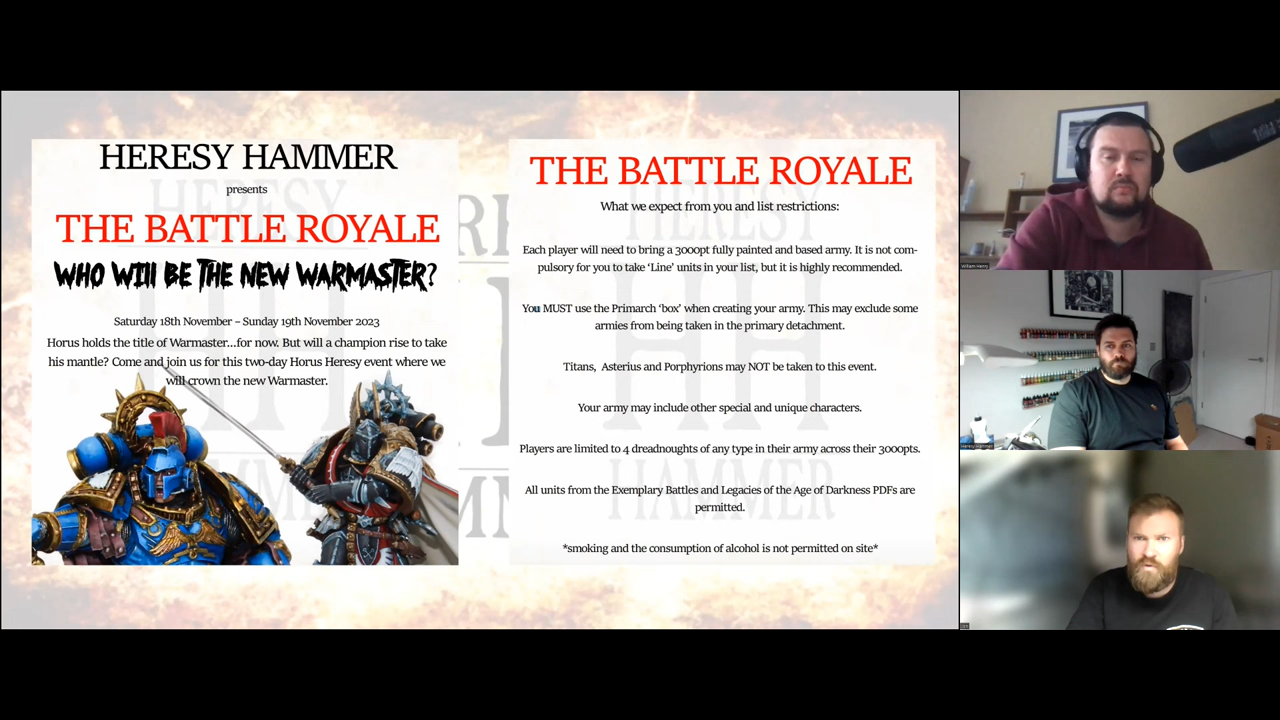 HERESY HAMMER
presents
THE BATTLE ROYALE
WHO WIll BE THE NEW WARMASTER?
Saturday 18th November – Sunday 19th November 2023
Horus holds the title of Warmaster...for now. But will a champion rise to take
his mantle? Come and join us for this two-day Horus Heresy event where we
will crown the new Warmaster.
THE BATTLE ROYALE
What we expect from you and list restrictions:
Each player will need to bring a 3000pt fully painted and based army. It is not com-
pulsory for you to take ‘Line’ units in your list, but it is highly recommended.
You MUST use the Primarch ‘box’ when creating your army. This may exclude some
armies from being taken in the primary detachment.
Titans, Asterius and Porphyrions may NOT be taken to this event.
Your army may include other special and unique characters.
Players are limited to 4 dreadnoughts of any type in their army across their 3000pts.
All units from the Exemplary Battles and Legacies of the Age of Darkness PDFs are
permitted.
*smoking and the consumption of alcohol is not permitted on site*
HERESY
HH
HAMMER